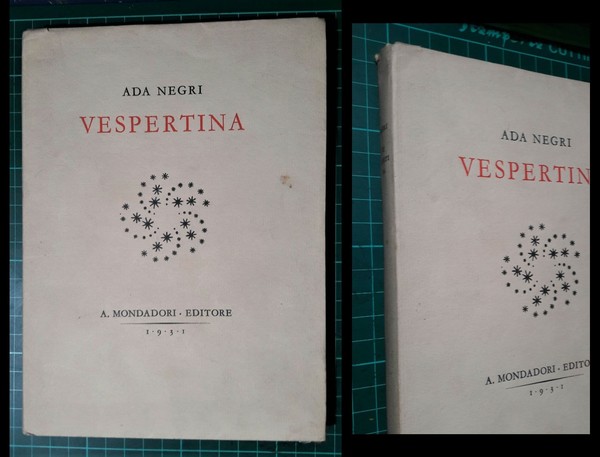 ADA NEGRI
VESPERTINA
A. MONDADORI · EDITORE
1 · 9 · 3 · 1
ADA NEGRI
VESPERTIN
A. MONDADORI · EDITO
1 · 9 · 3 · 1